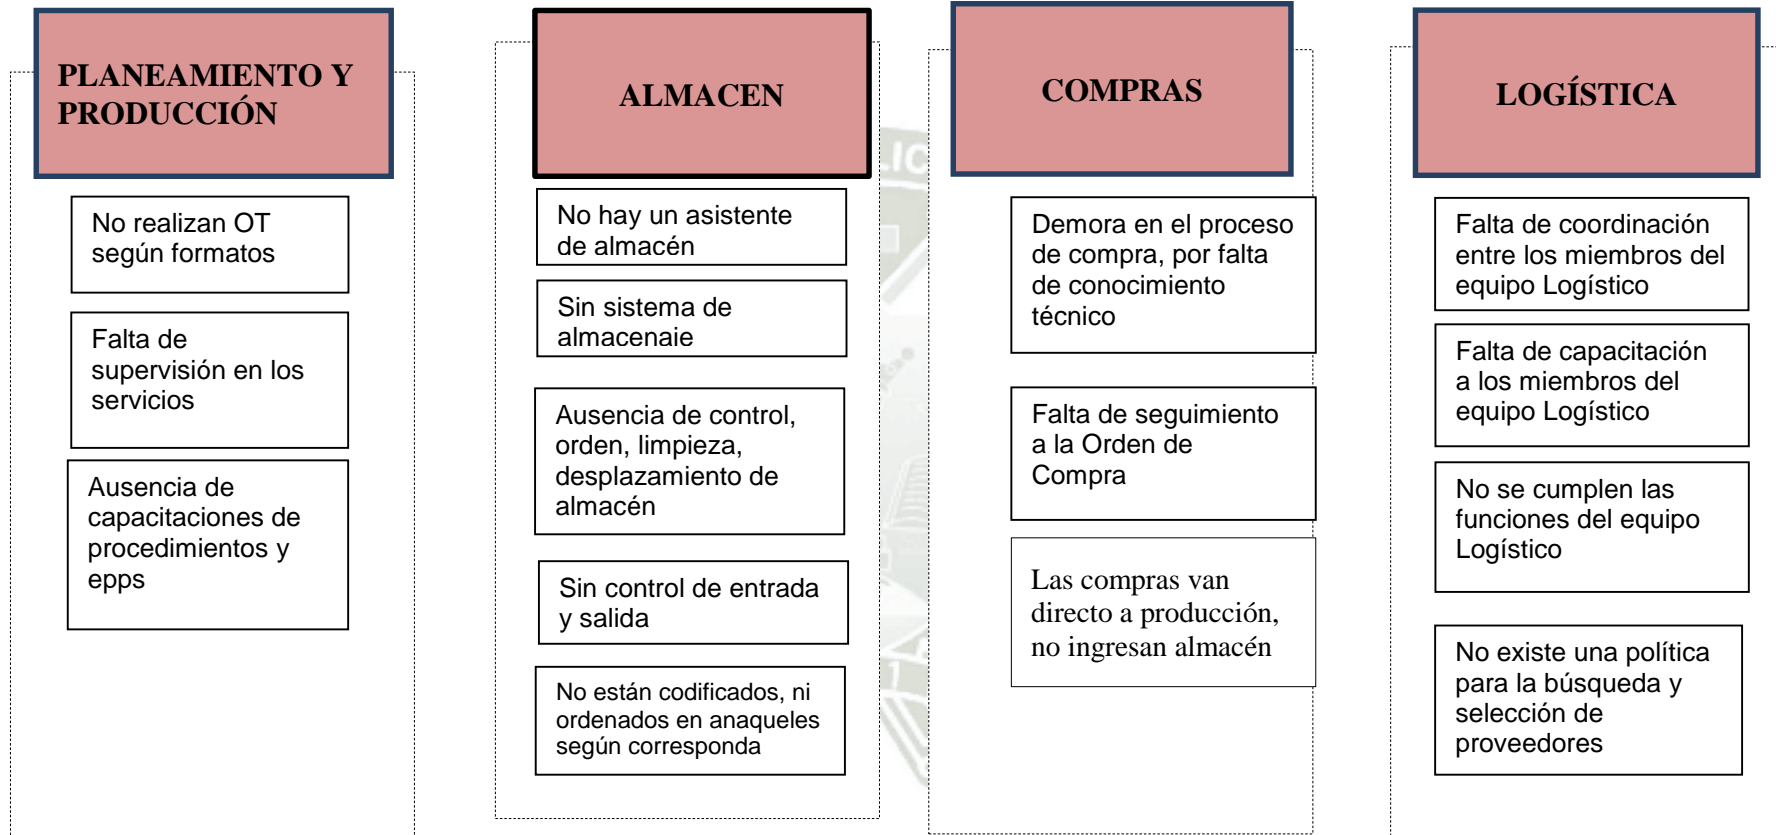 PLANEAMIENTO Y
PRODUCCIÓN
No realizan OT
según formatos
Falta de
supervisión en los
servicios
Ausencia de
capacitaciones de
procedimientos y
epps
ALMACEN
No hay un asistente
de almacén
Sin sistema de
almacenaje
Ausencia de control,
orden, limpieza,
desplazamiento de
almacén
Sin control de entrada
y salida
No están codificados, ni
ordenados en anaqueles
según corresponda
COMPRAS
Demora en el proceso
de compra, por falta
de conocimiento
técnico
Falta de seguimiento
a la Orden de
Compra
Las compras van
directo a producción,
no ingresan almacén
LOGÍSTICA
Falta de coordinación
entre los miembros del
equipo Logístico
Falta de capacitación
a los miembros del
equipo Logístico
No se cumplen las
funciones del equipo
Logístico
No existe una política
para la búsqueda y
selección de
proveedores